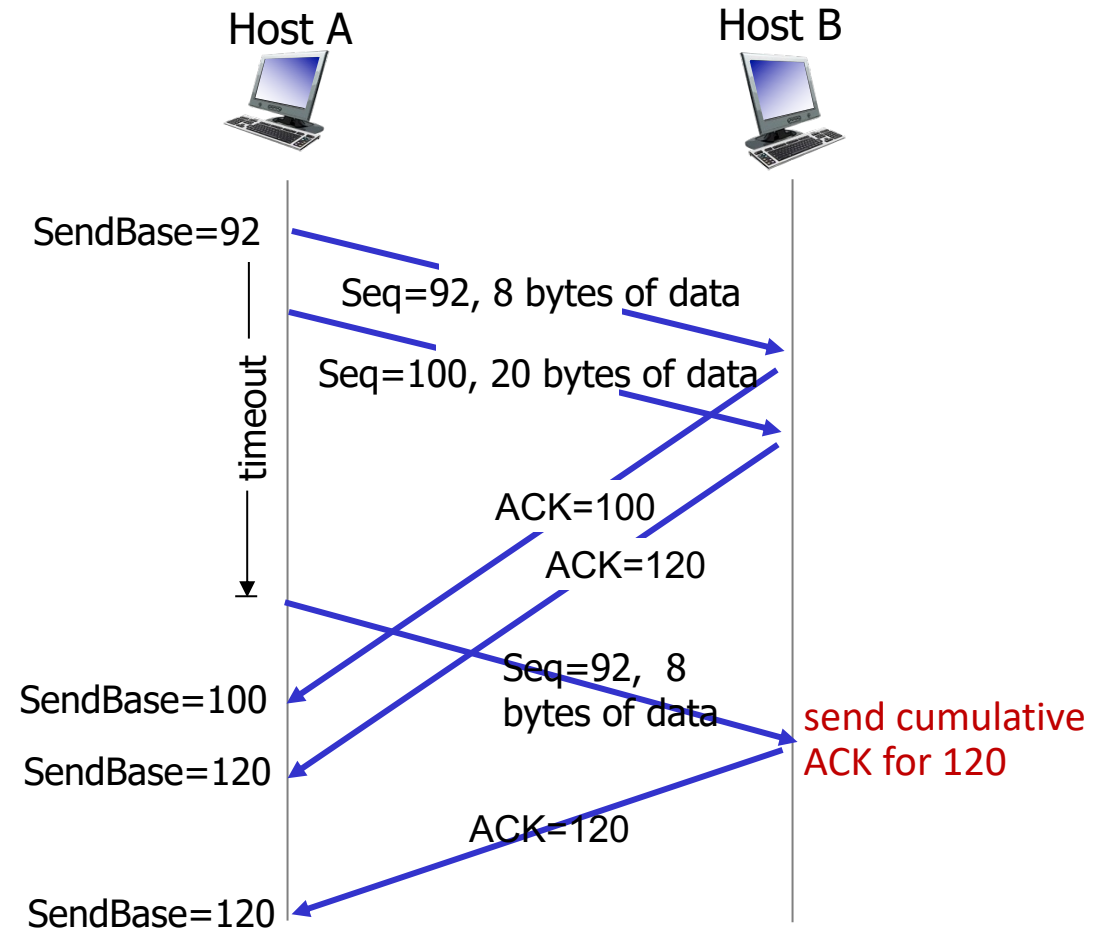 Host A
Host B
SendBase=92
Seq=92, 8 bytes of data
Seq=100, 20 bytes of data
timeout
ACK=100
ACK=120
Seq=92, 8
bytes of data
SendBase=100
send cumulative
ACK for 120
SendBase=120
ACK=120
SendBase=120